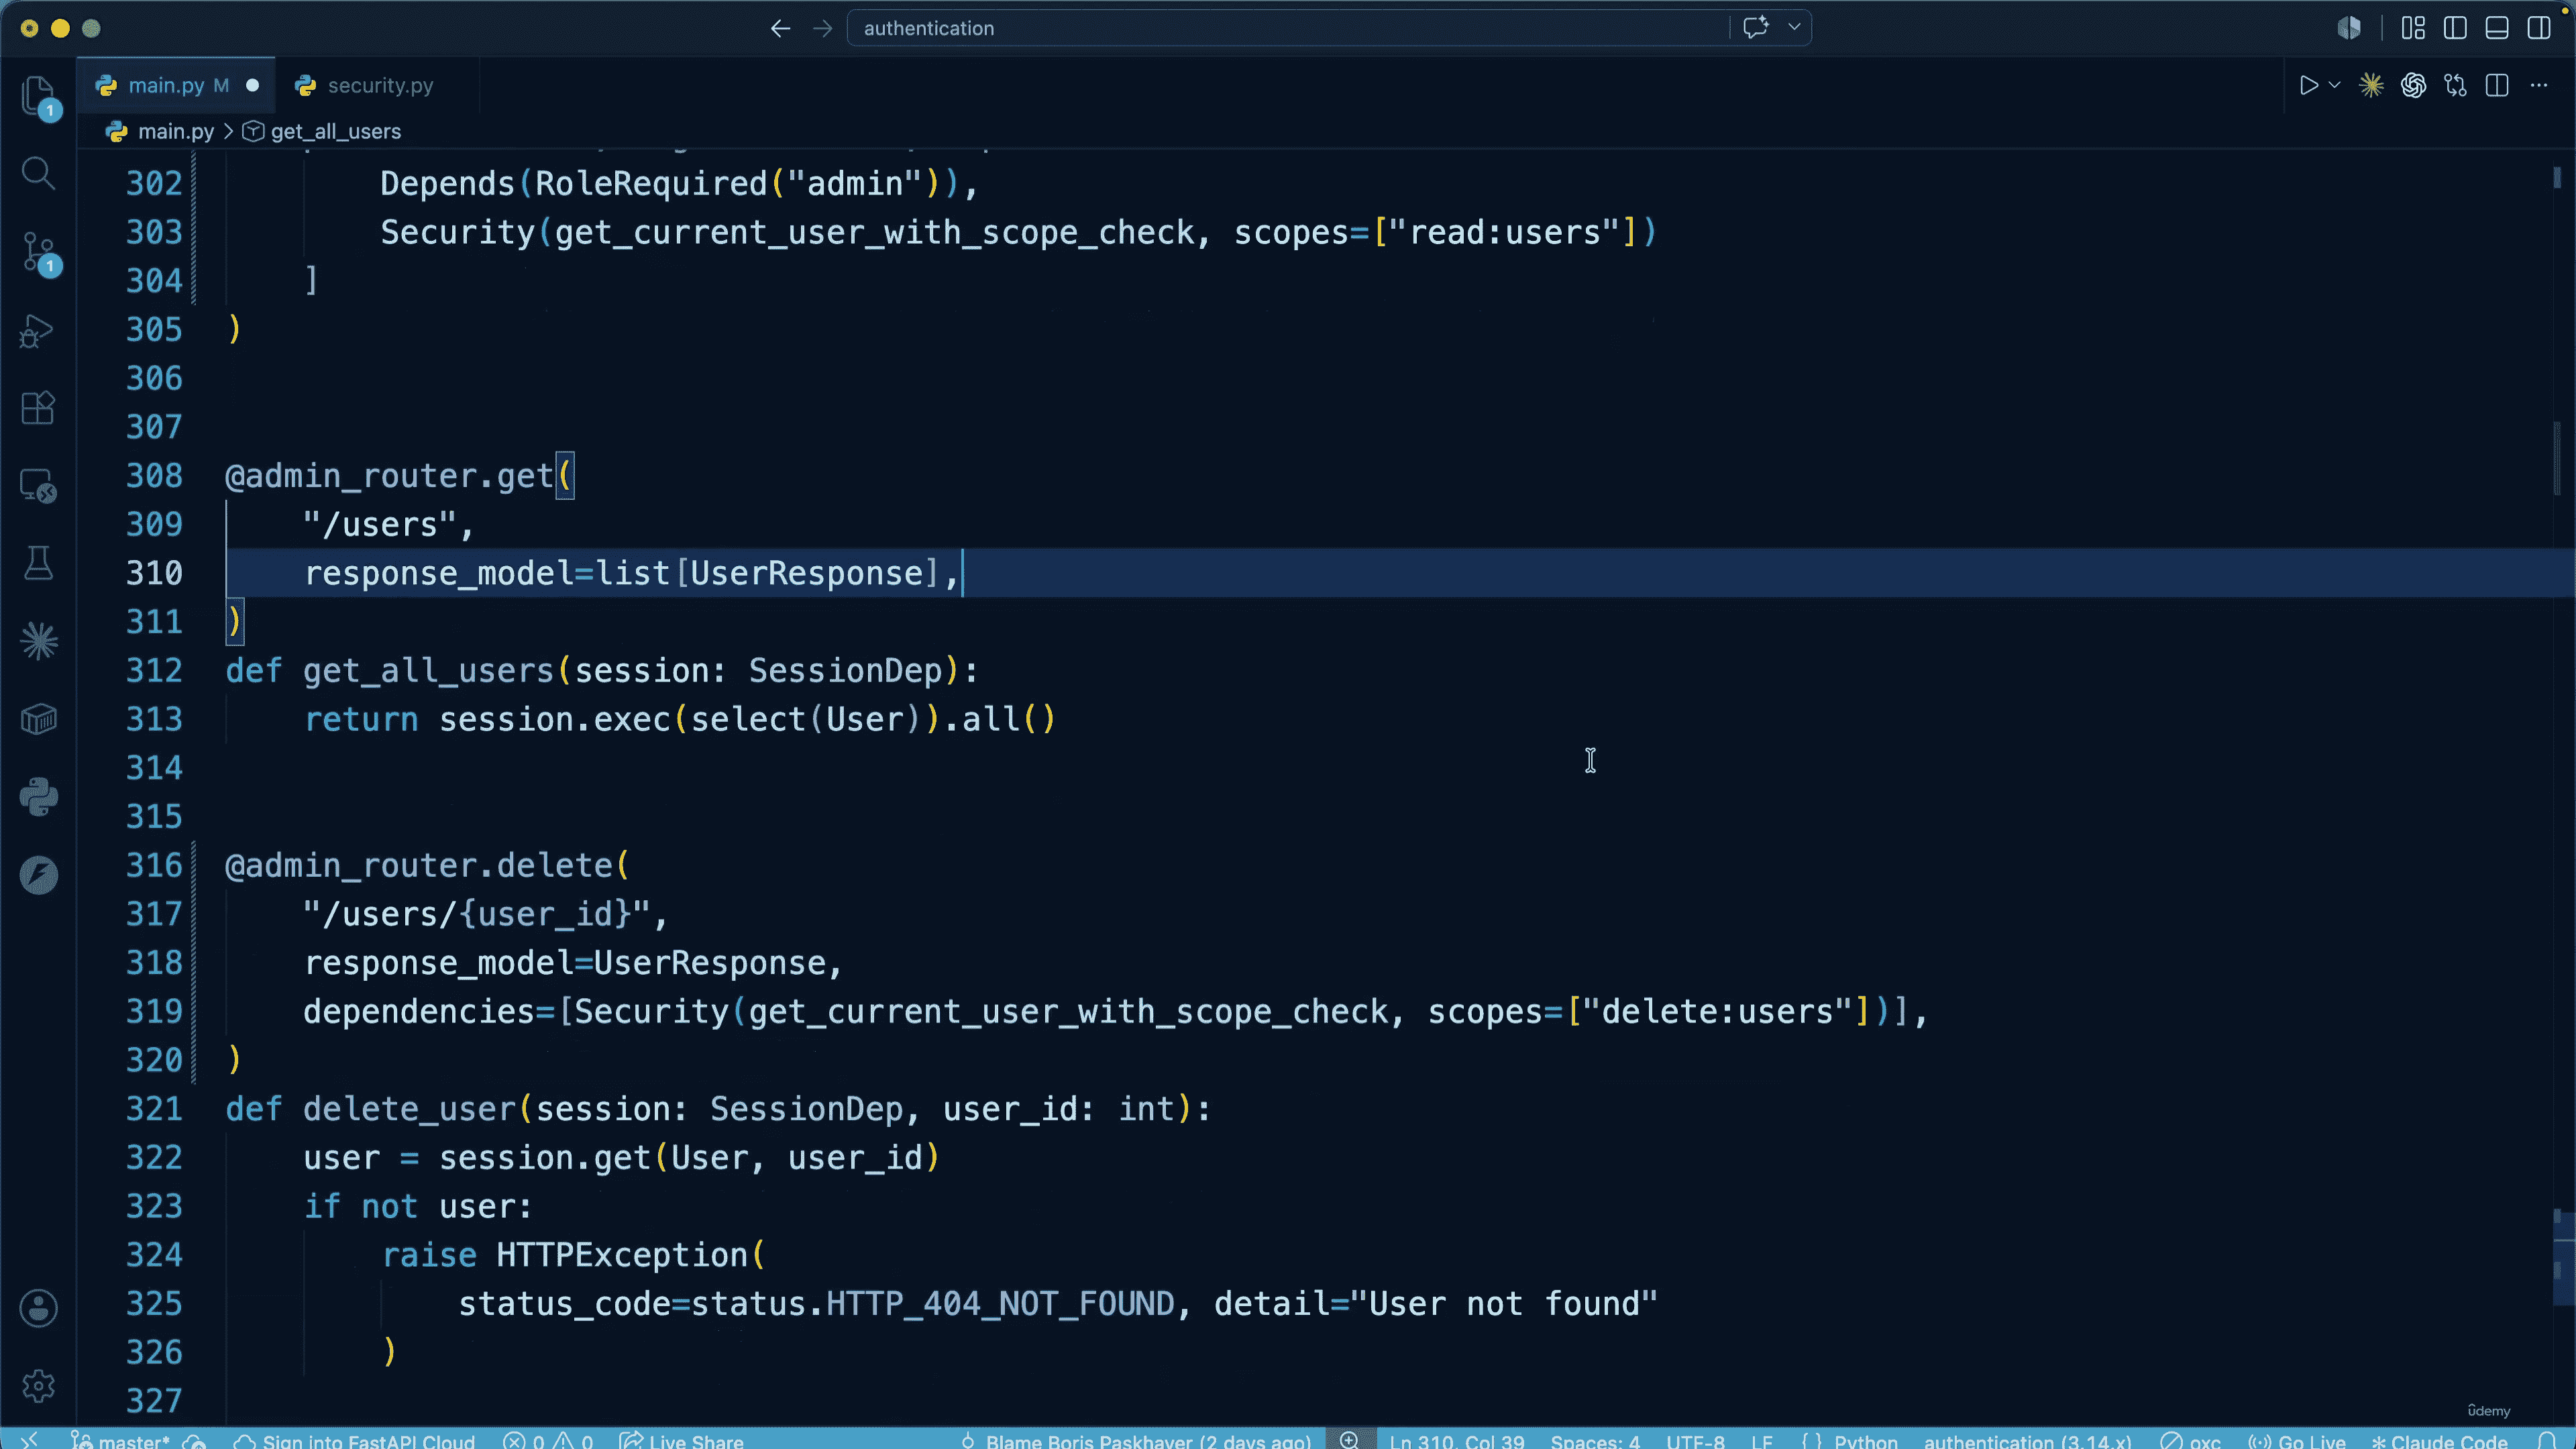 authentication
main.py M
security.py
main.py > get_all_users
1
1
302 Depends(RoleRequired("admin")),
303 Security(get_current_user_with_scope_check, scopes=["read:users"])
304 ]
305 )
306
307
308 @admin_router.get(
309 "/users",
310 response_model=list[UserResponse],
311 )
312 def get_all_users(session: SessionDep):
313 return session.exec(select(User)).all()
314
315
316 @admin_router.delete(
317 "/users/{user_id}",
318 response_model=UserResponse,
319 dependencies=[Security(get_current_user_with_scope_check, scopes=["delete:users"])],
320 )
321 def delete_user(session: SessionDep, user_id: int):
322 user = session.get(User, user_id)
323 if not user:
324 raise HTTPException(
325 status_code=status.HTTP_404_NOT_FOUND, detail="User not found"
326 )
327
ûdemy
master* Sign into FastAPI Cloud 0 0 Live Share Blame Boris Paskhaver (2 days ago) Ln 310, Col 39 Spaces: 4 UTF-8 LF { } Python authentication (3.14.x) oxc Go Live Claude Code